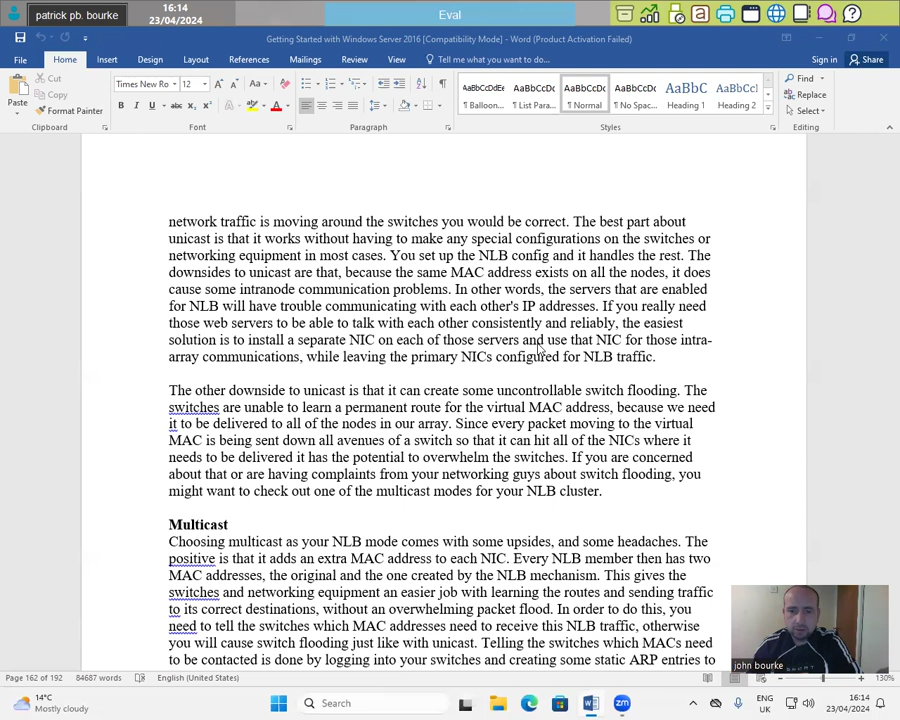 patrick pb. bourke
16:14
23/04/2024
Eval
Getting Started with Windows Server 2016 [Compatibility Mode] - Word (Product Activation Failed)
File
Home
Insert
Design
Layout
References
Mailings
Review
View
Tell me what you want to do...
Sign in
Share
Paste
Cut
Copy
Format Painter
Clipboard
Times New Ro
12
Font
Paragraph
AaBbCcDdEe
¶ Balloon...
AaBbCcDc
¶ List Para...
AaBbCcDc
¶ Normal
AaBbCcDc
¶ No Spac...
AaBbC
Heading 1
AaBbCcl
Heading 2
Styles
Find
Replace
Select
Editing
network traffic is moving around the switches you would be correct. The best part about
unicast is that it works without having to make any special configurations on the switches or
networking equipment in most cases. You set up the NLB config and it handles the rest. The
downsides to unicast are that, because the same MAC address exists on all the nodes, it does
cause some intranode communication problems. In other words, the servers that are enabled
for NLB will have trouble communicating with each other's IP addresses. If you really need
those web servers to be able to talk with each other consistently and reliably, the easiest
solution is to install a separate NIC on each of those servers and use that NIC for those intra-
array communications, while leaving the primary NICs configured for NLB traffic.
The other downside to unicast is that it can create some uncontrollable switch flooding. The
switches are unable to learn a permanent route for the virtual MAC address, because we need
it to be delivered to all of the nodes in our array. Since every packet moving to the virtual
MAC is being sent down all avenues of a switch so that it can hit all of the NICs where it
needs to be delivered it has the potential to overwhelm the switches. If you are concerned
about that or are having complaints from your networking guys about switch flooding, you
might want to check out one of the multicast modes for your NLB cluster.
Multicast
Choosing multicast as your NLB mode comes with some upsides, and some headaches. The
positive is that it adds an extra MAC address to each NIC. Every NLB member then has two
MAC addresses, the original and the one created by the NLB mechanism. This gives the
switches and networking equipment an easier job with learning the routes and sending traffic
to its correct destinations, without an overwhelming packet flood. In order to do this, you
need to tell the switches which MAC addresses need to receive this NLB traffic, otherwise
you will cause switch flooding just like with unicast. Telling the switches which MACs need
to be contacted is done by logging into your switches and creating some static ARP entries to
john bourke
Page 162 of 192
84687 words
English (United States)
130%
14°C
Mostly cloudy
Search
ENG
UK
16:14
23/04/2024